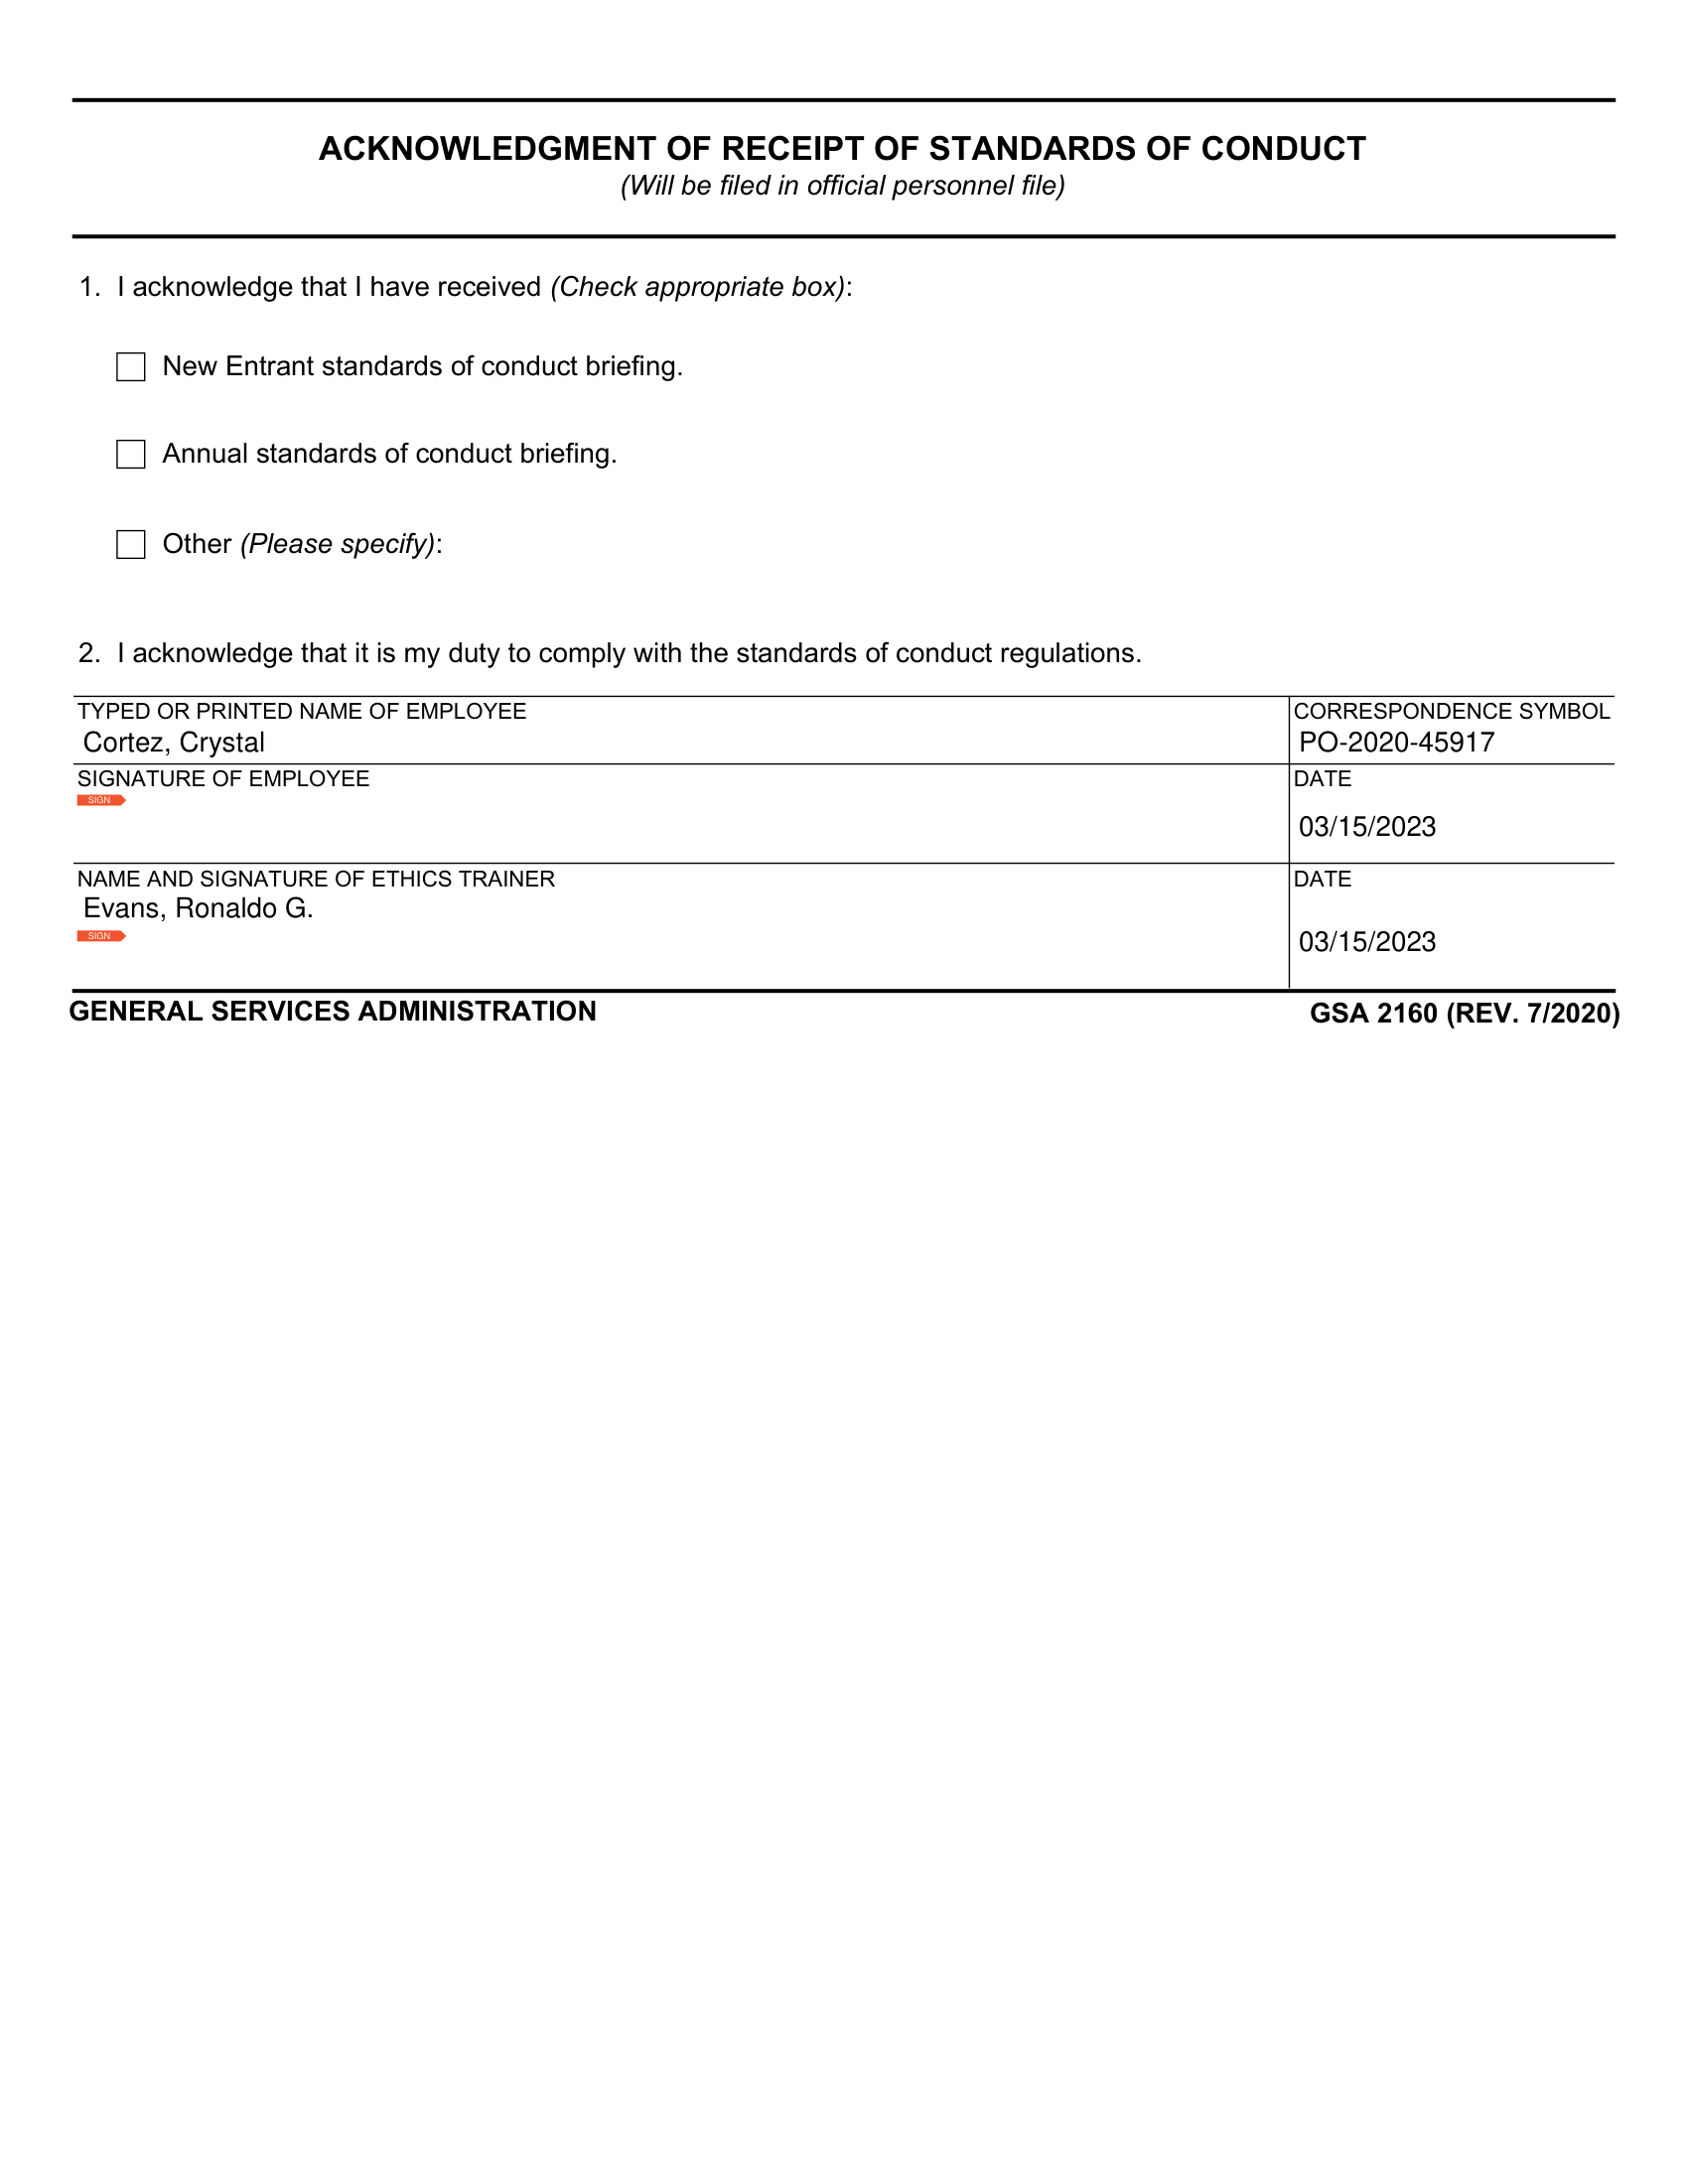 ACKNOWLEDGMENT OF RECEIPT OF STANDARDS OF CONDUCT
(Will be filed in official personnel file)
1. I acknowledge that I have received (Check appropriate box):
New Entrant standards of conduct briefing.
Annual standards of conduct briefing.
Other (Please specify):
2. I acknowledge that it is my duty to comply with the standards of conduct regulations.
TYPED OR PRINTED NAME OF EMPLOYEE
Cortez, Crystal
CORRESPONDENCE SYMBOL
PO-2020-45917
SIGNATURE OF EMPLOYEE
SIGN
DATE
03/15/2023
NAME AND SIGNATURE OF ETHICS TRAINER
Evans, Ronaldo G.
SIGN
DATE
03/15/2023
GENERAL SERVICES ADMINISTRATION
GSA 2160 (REV. 7/2020)